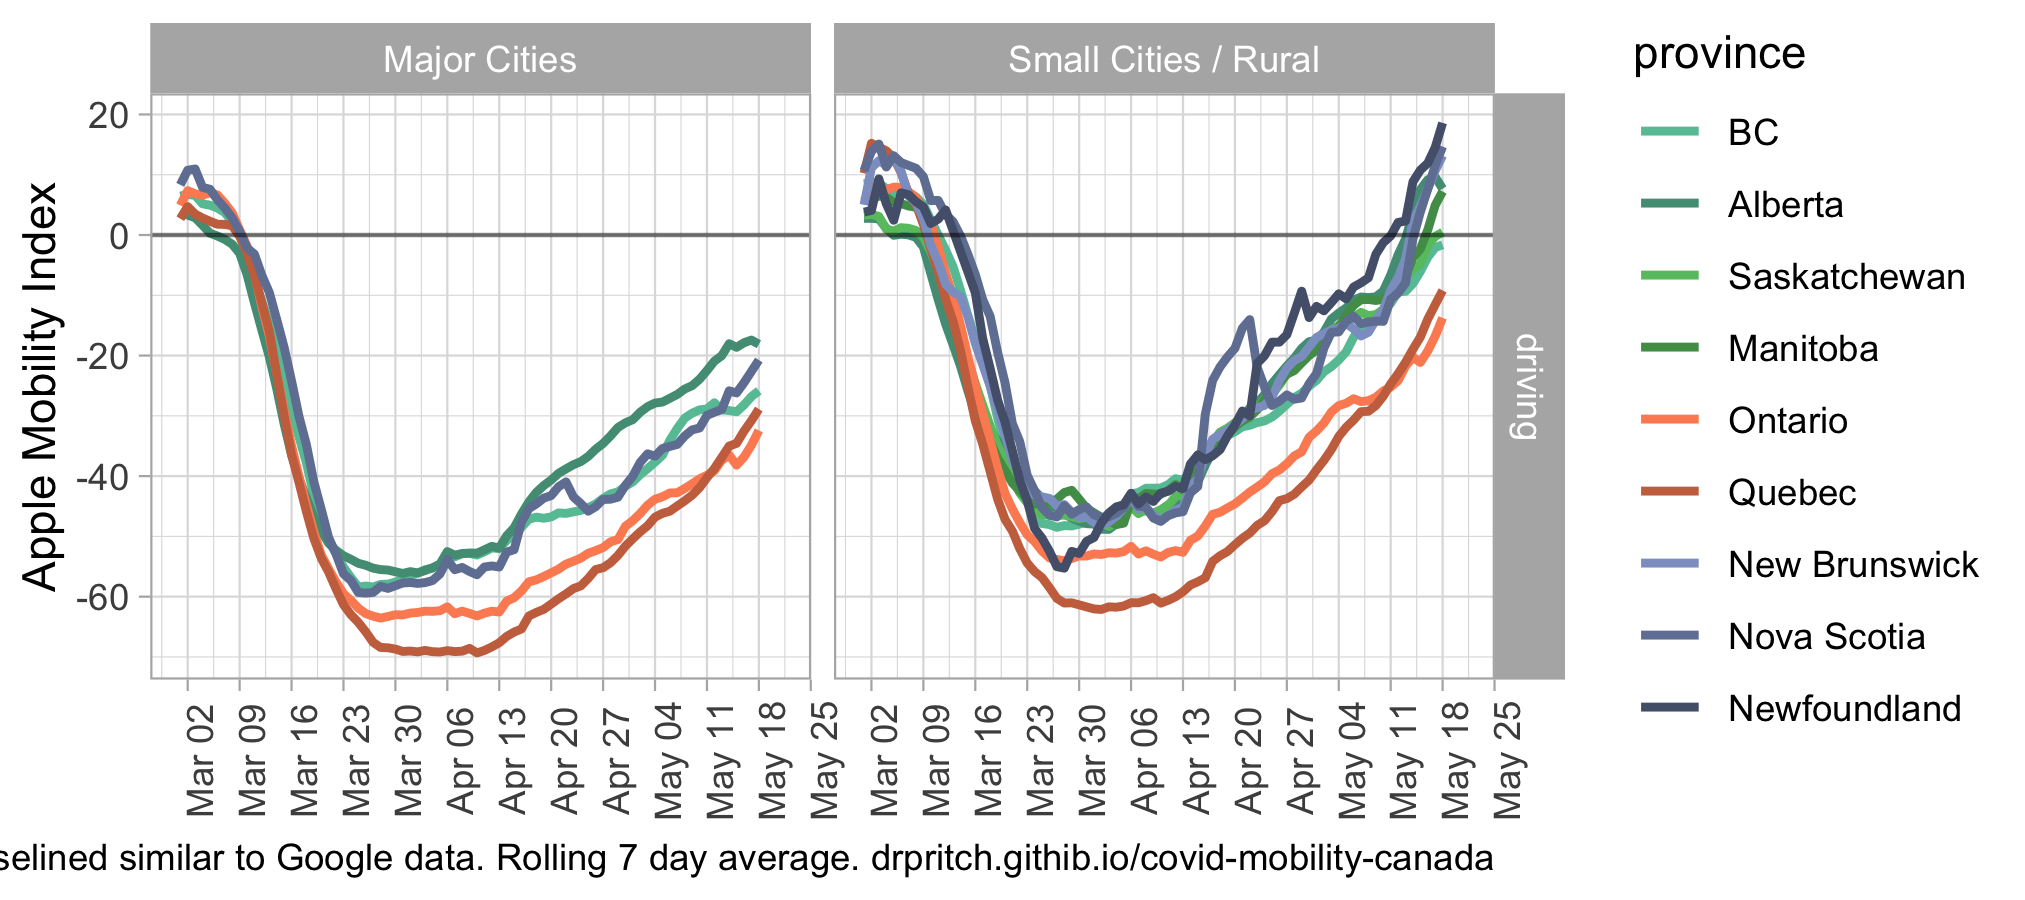 Major Cities
Small Cities / Rural
province
BC
Alberta
Saskatchewan
Manitoba
Ontario
Quebec
New Brunswick
Nova Scotia
Newfoundland
Apple Mobility Index
20
0
-20
-40
-60
driving
Mar 02
Mar 09
Mar 16
Mar 23
Mar 30
Apr 06
Apr 13
Apr 20
Apr 27
May 04
May 11
May 18
May 25
Mar 02
Mar 09
Mar 16
Mar 23
Mar 30
Apr 06
Apr 13
Apr 20
Apr 27
May 04
May 11
May 18
May 25
selined similar to Google data. Rolling 7 day average. drpritch.githib.io/covid-mobility-canada